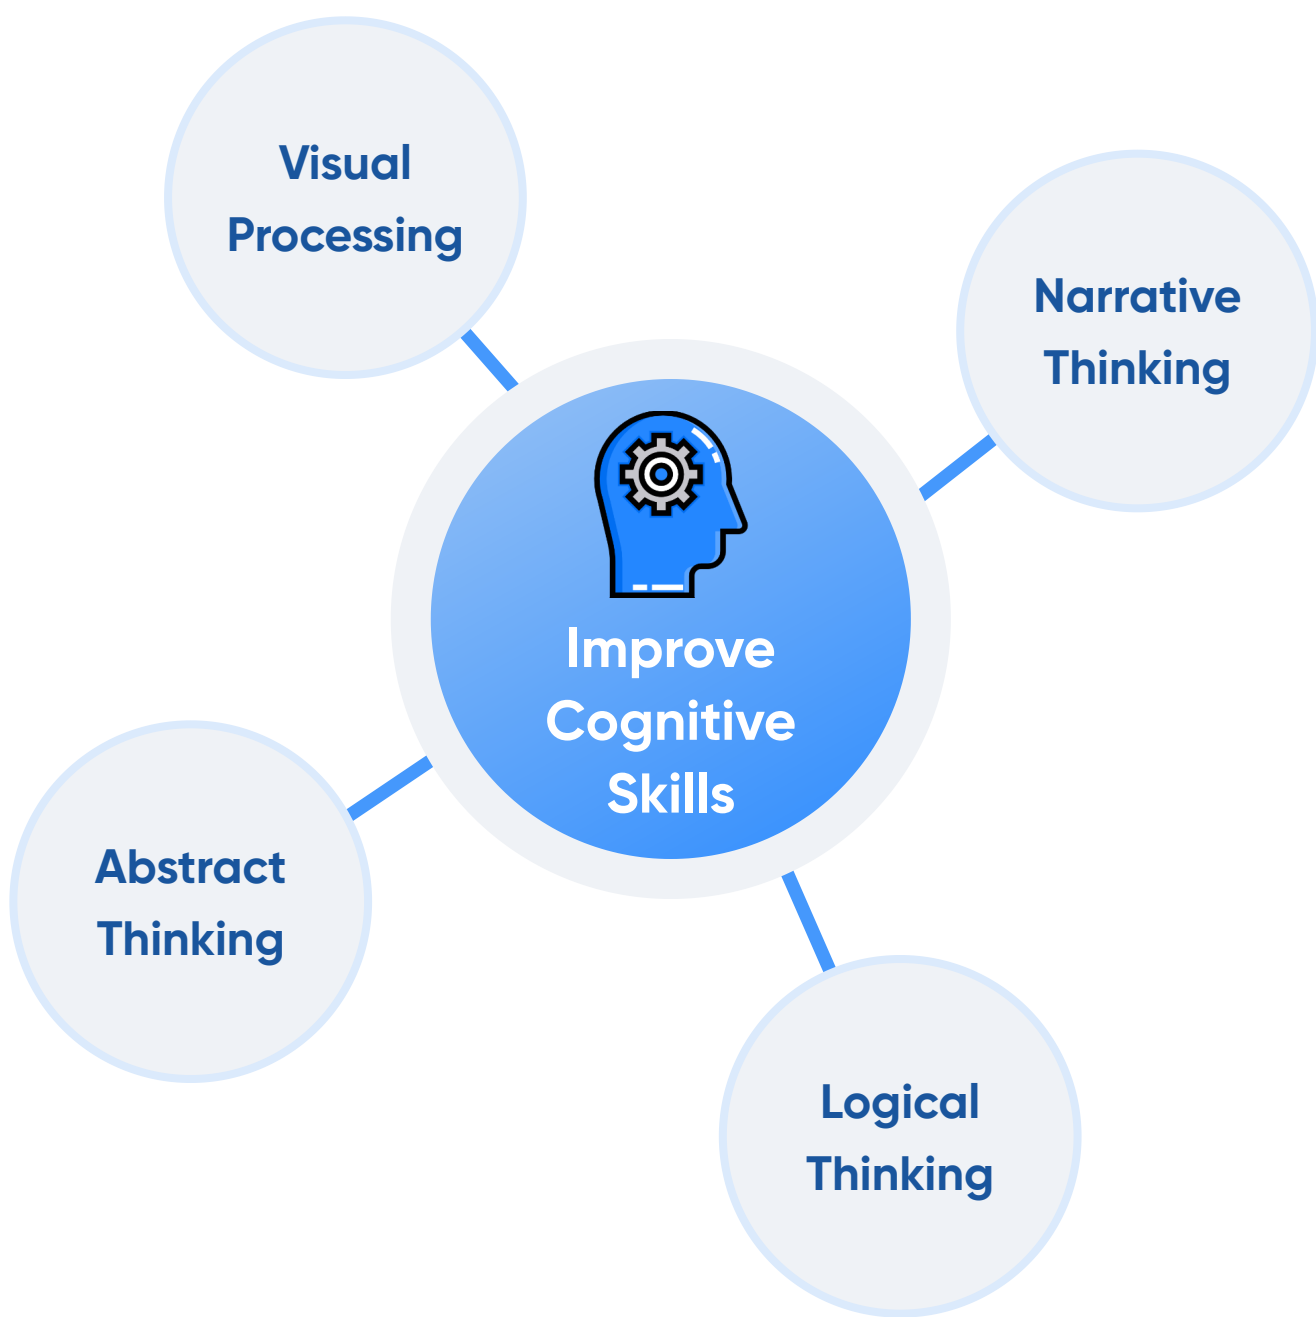 Visual
Processing
Narrative
Thinking
Improve
Cognitive
Skills
Abstract
Thinking
Logical
Thinking